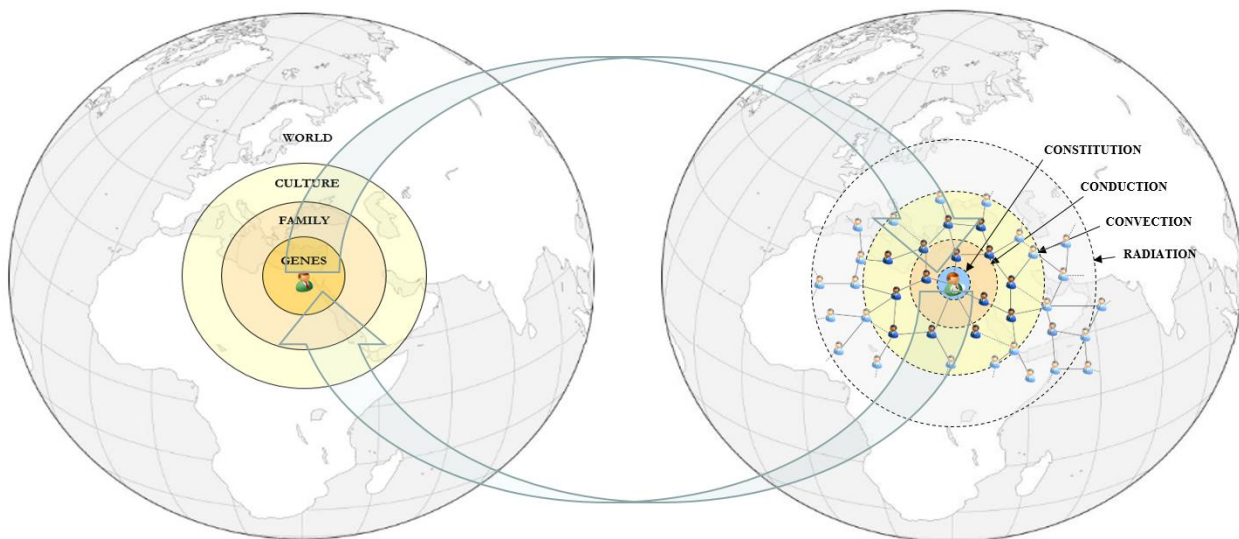 WORLD
CULTURE
FAMILY
GENES
CONSTITUTION
CONDUCTION
CONVECTION
RADIATION